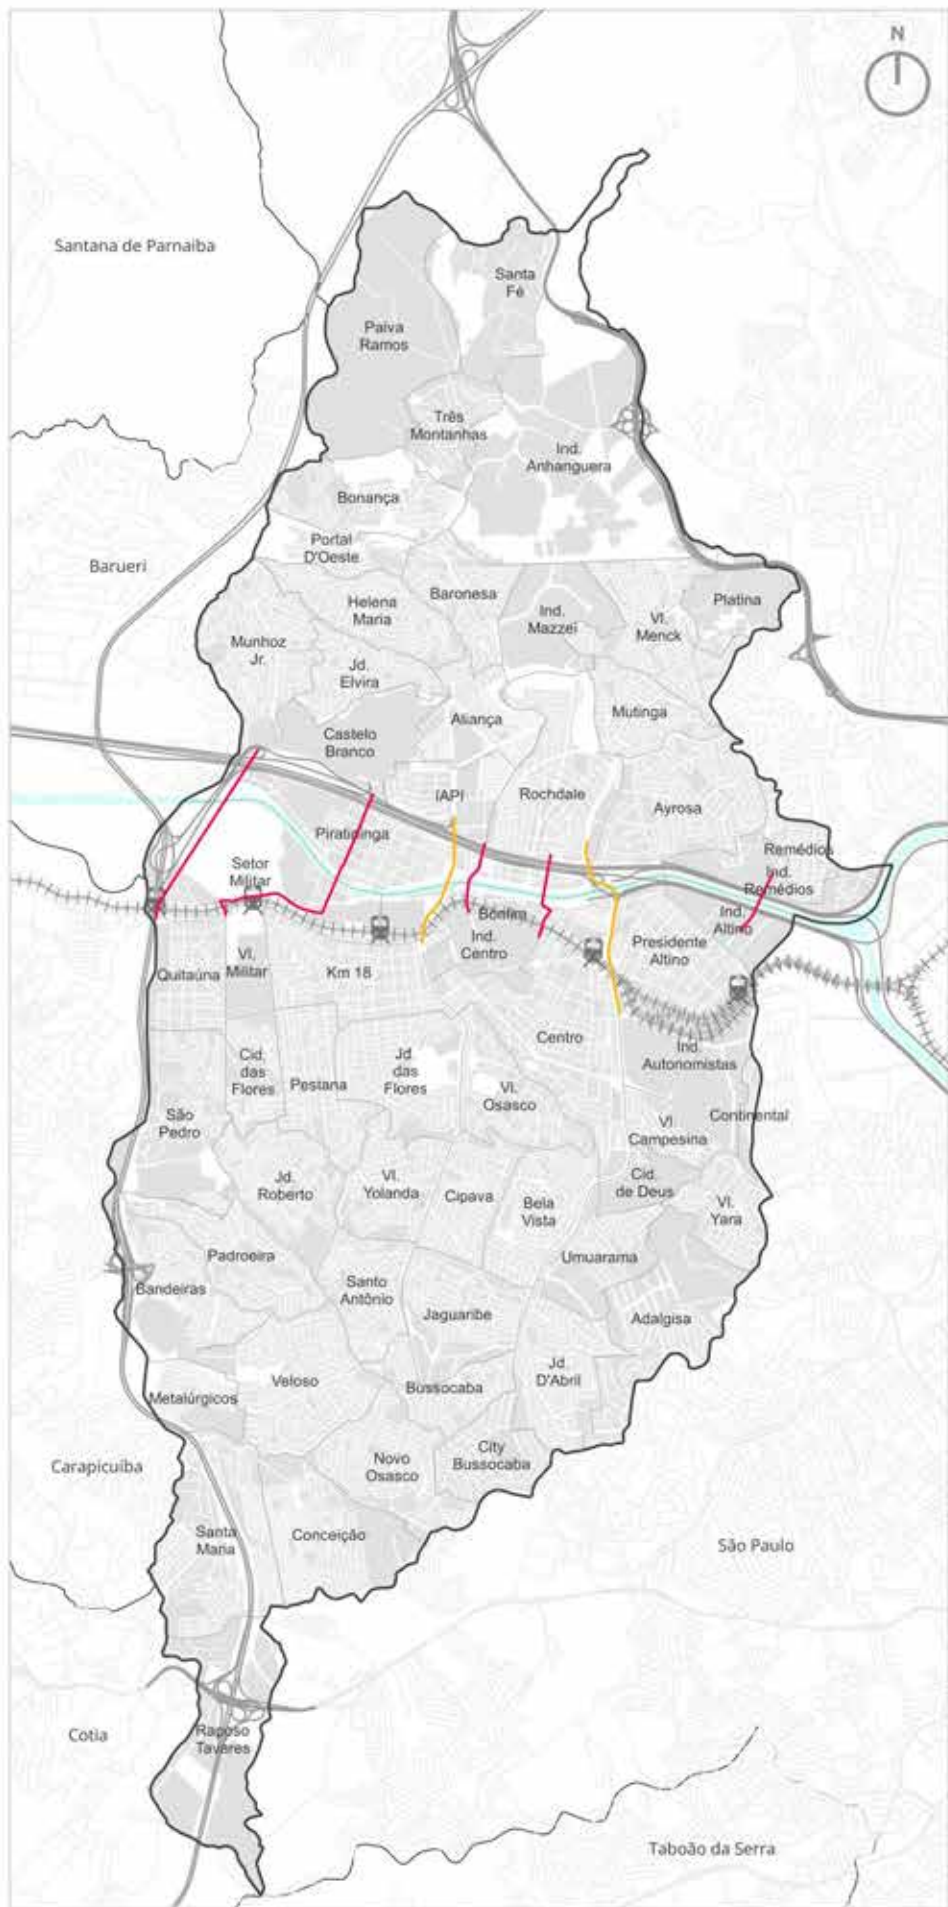 N
Santana de Parnaiba
Santa
Fé
Paiva
Ramos
Três
Montanhas
Ind.
Anhanguera
Bonança
Portal
D'Oeste
Barueri
Baronesa
Helena
Maria
Ind.
Mazzei
Platina
Vl.
Menck
Munhoz
Jr.
Jd.
Elvira
Aliança
Mutinga
Castelo
Branco
IAPI
Rochdale
Ayrosa
Piratininga
Remédios
Setor
Militar
Ind.
Remédios
Bonfim
Ind.
Altino
Ind.
Centro
Presidente
Altino
Quitaúna
Vl.
Militar
Km 18
Centro
Ind.
Autonomistas
Cid.
das
Flores
Pestana
Jd.
das
Flores
Vl.
Osasco
São
Pedro
Continental
Vl
Campesina
Jd.
Roberto
Vl.
Yolanda
Cipava
Bela
Vista
Cid.
de Deus
Vl.
Yara
Padroeira
Umuarama
Bandeiras
Santo
Antônio
Jaguaribe
Adalgisa
Jd.
D'Abril
Veloso
Bussocaba
Metalúrgicos
Carapicuíba
Novo
Osasco
City
Bussocaba
Santa
Maria
Conceição
São Paulo
Cotia
Raposo
Tavares
Taboão da Serra